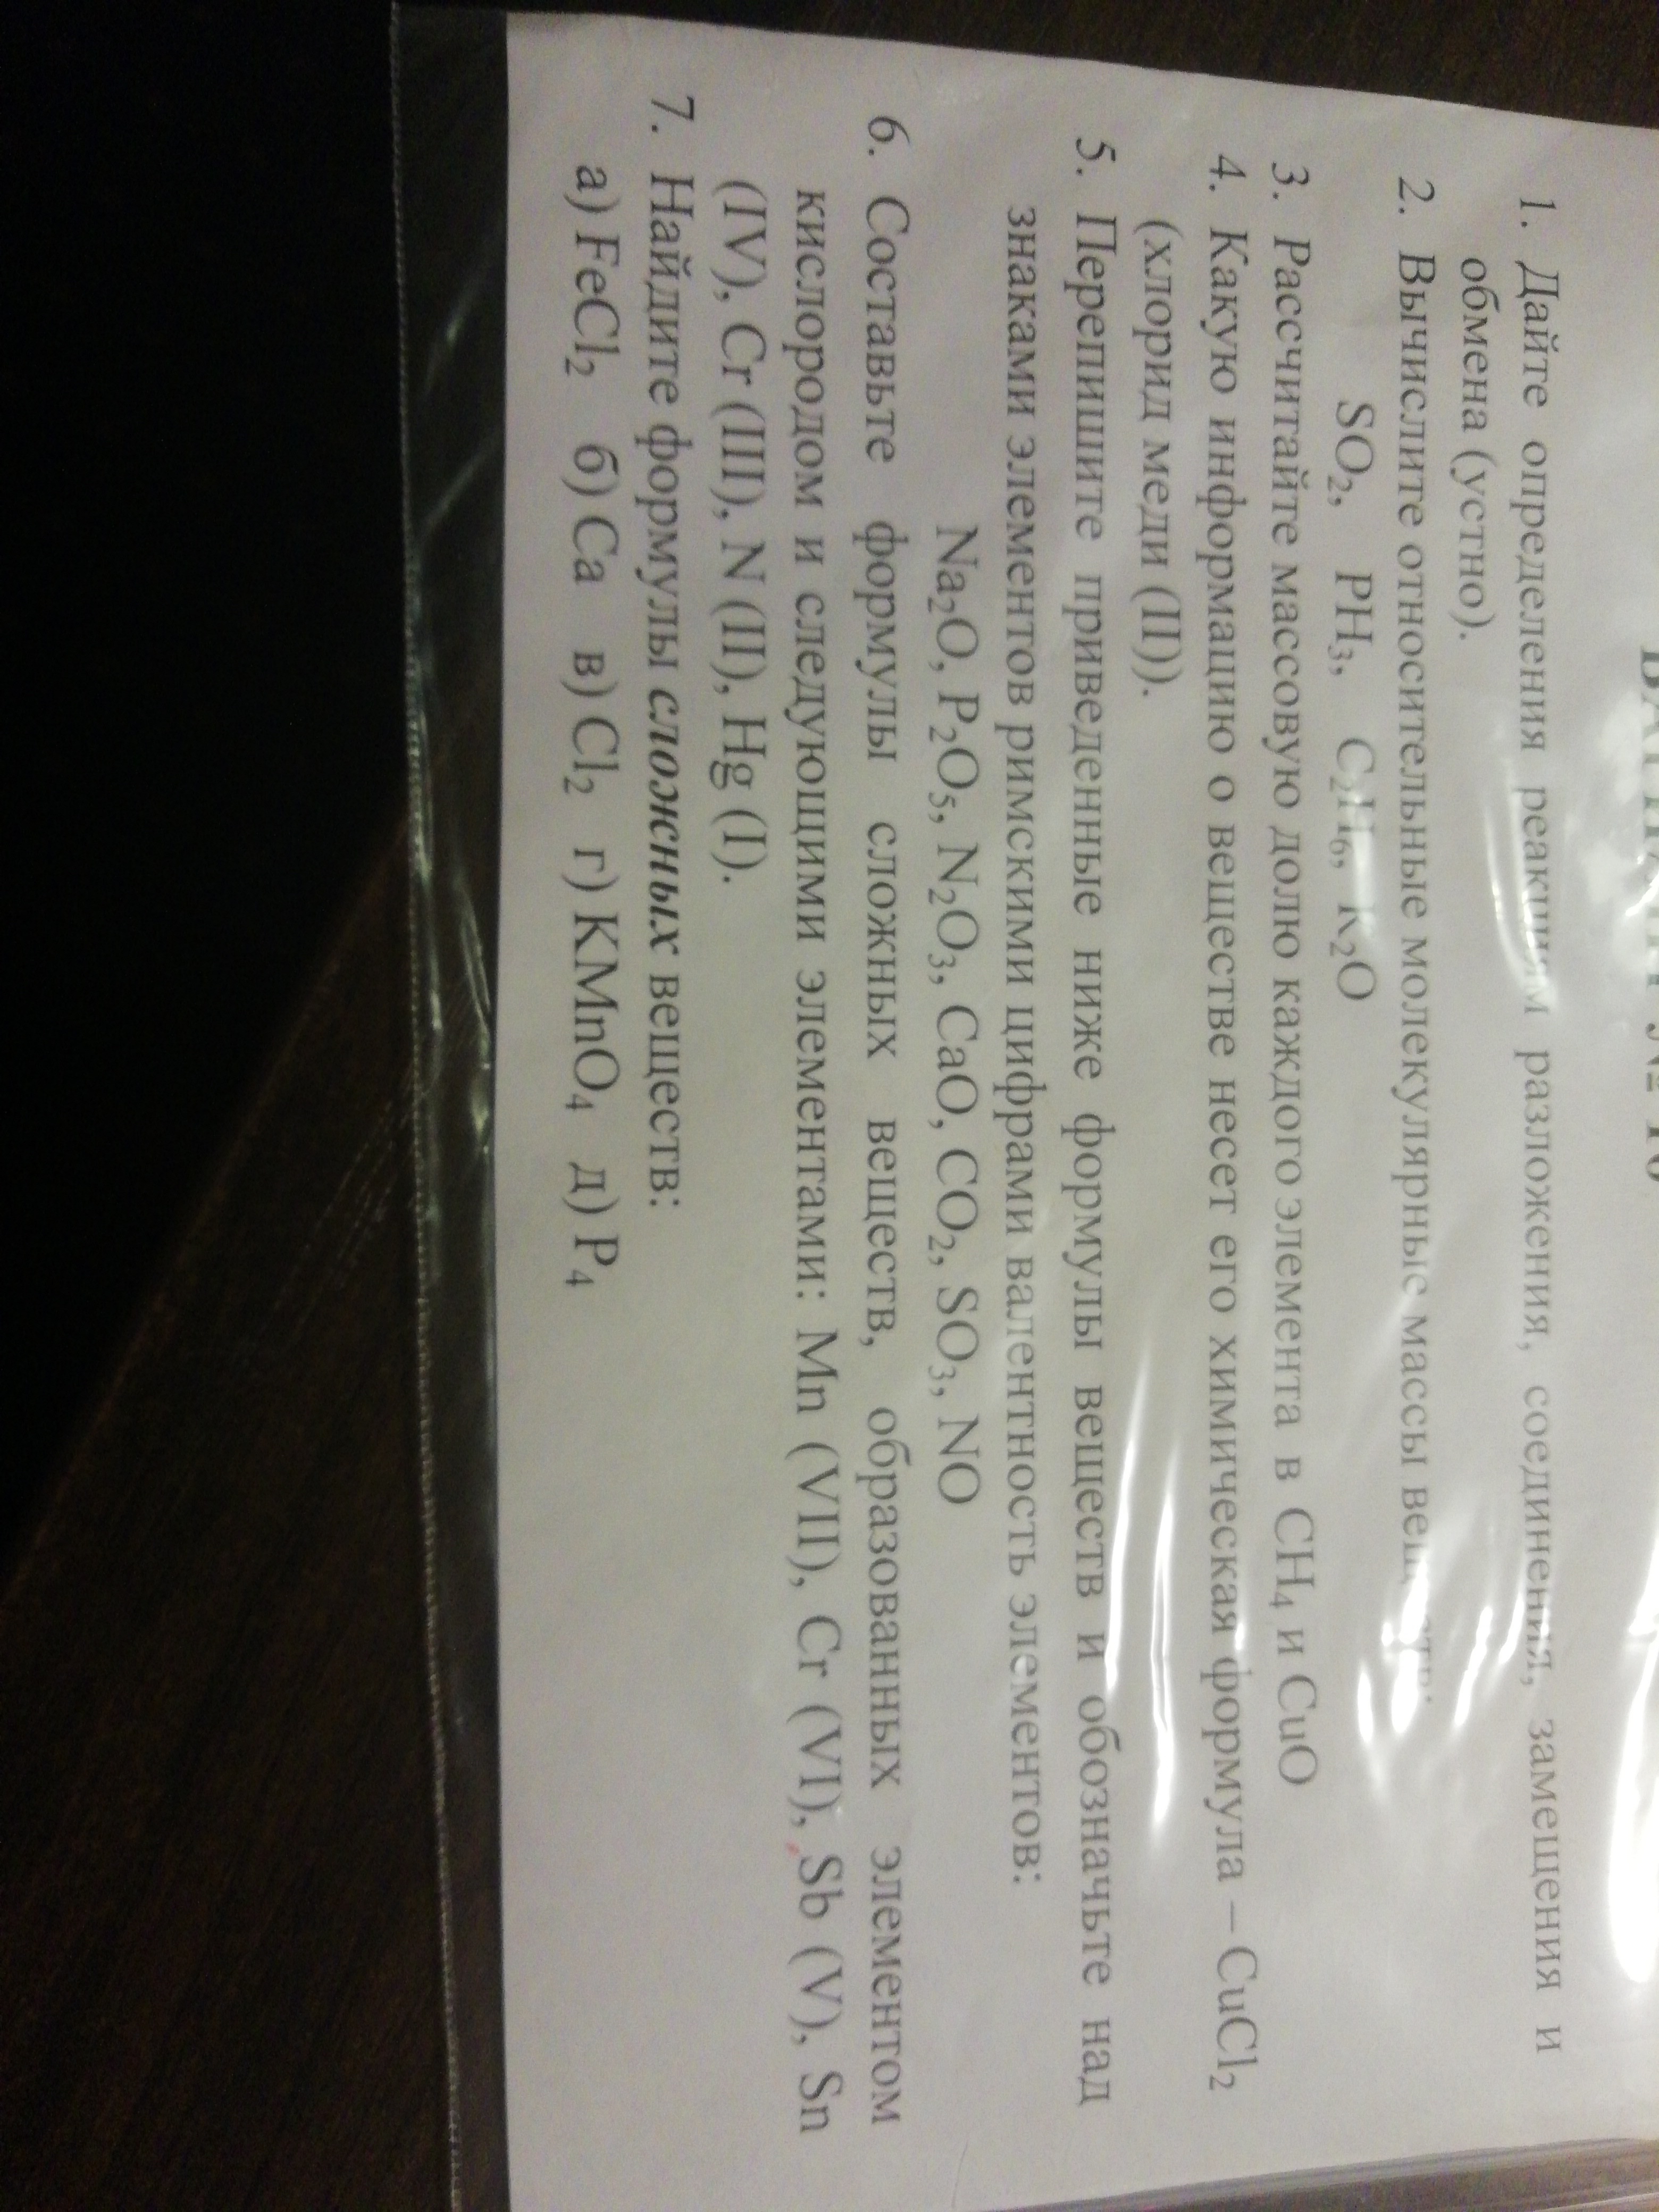 1. Дайте определения реакциям разложения, соединения, замещения и
обмена (устно).
2. Вычислите относительные молекулярные массы веществ:
SO₂, PH₃, C₂H₆, K₂O
3. Рассчитайте массовую долю каждого элемента в CH₄ и CuO
4. Какую информацию о веществе несет его химическая формула – CuCl₂
(хлорид меди (II)).
5. Перепишите приведенные ниже формулы веществ и обозначьте над
знаками элементов римскими цифрами валентность элементов:
Na₂O, P₂O₅, N₂O₃, CaO, CO₂, SO₃, NO
6. Составьте формулы сложных веществ, образованных элементом
кислородом и следующими элементами: Mn (VII), Cr (VI), Sb (V), Sn
(IV), Cr (III), N (II), Hg (I).
7. Найдите формулы сложных веществ:
а) FeCl₂ б) Ca в) Cl₂ г) KMnO₄ д) P₄